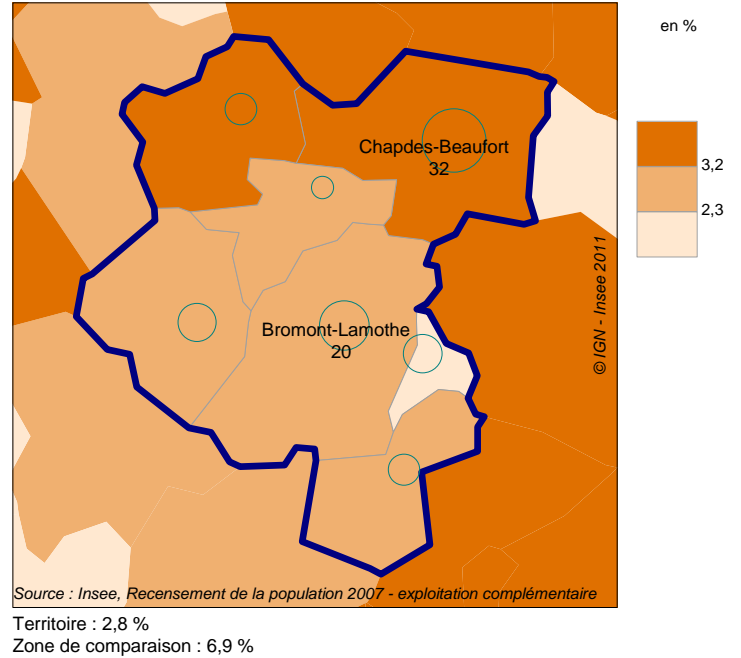 en %
Chapdes-Beaufort
32
3,2
2,3
© IGN - Insee 2011
Bromont-Lamothe
20
Source : Insee, Recensement de la population 2007 - exploitation complémentaire
Territoire : 2,8 %
Zone de comparaison : 6,9 %